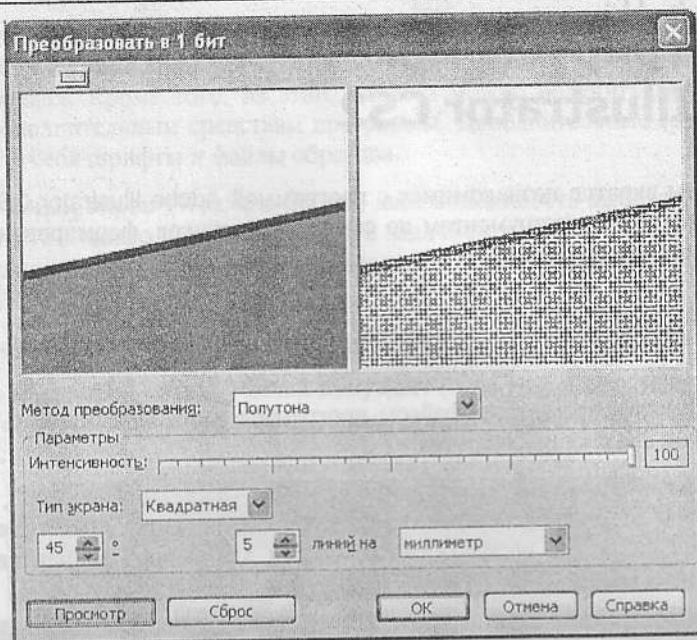 Преобразовать в 1 бит
Метод преобразования: Полутона
Параметры
Интенсивность: 100
Тип экрана: Квадратная
45 ° 5 линий на миллиметр
Просмотр Сброс OK Отмена Справка